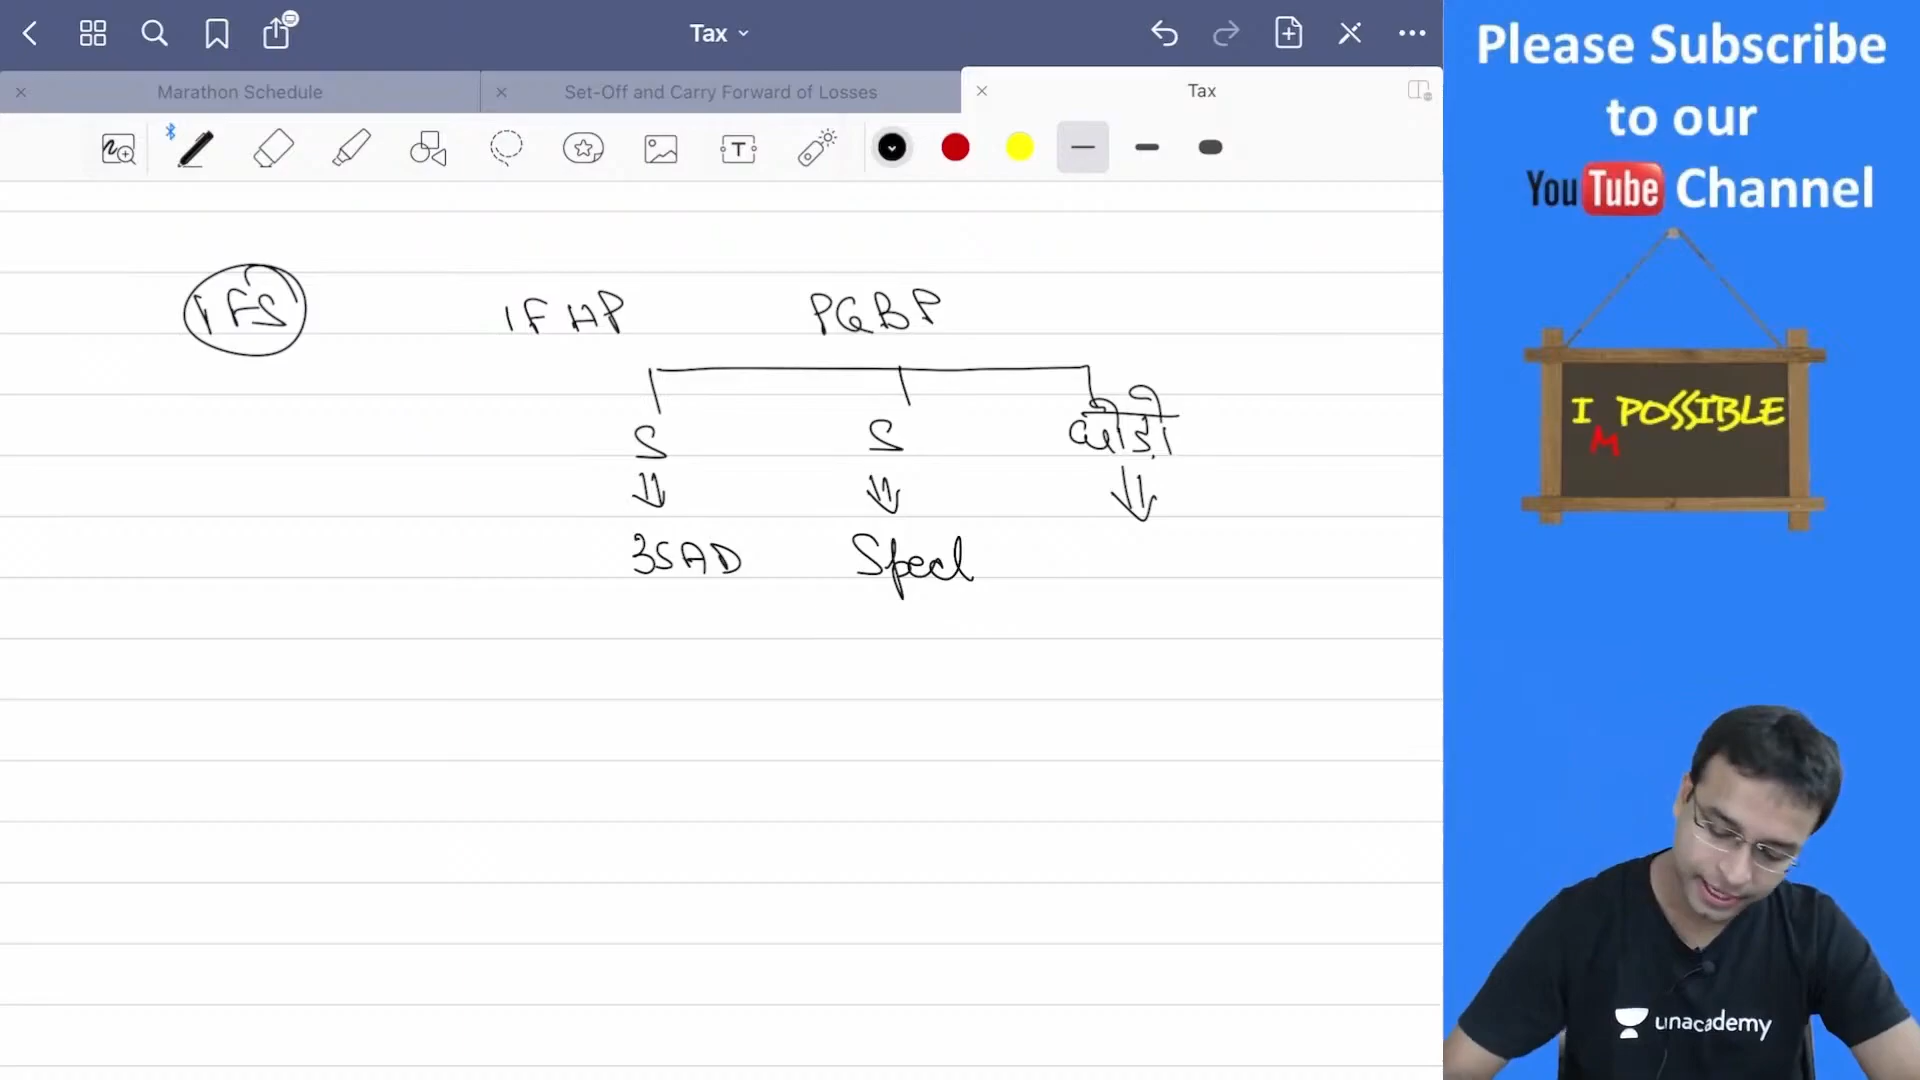 Tax
Marathon Schedule
Set-Off and Carry Forward of Losses
Tax
T
IFS IFHP PGBP
S S
35AD Specl
Please Subscribe
to our
YouTube Channel
I POSSIBLE
M
unacademy